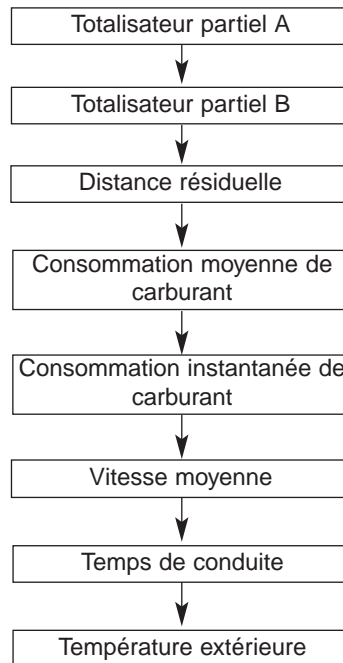 Totalisateur partiel A
Totalisateur partiel B
Distance résiduelle
Consommation moyenne de
carburant
Consommation instantanée de
carburant
Vitesse moyenne
Temps de conduite
Température extérieure